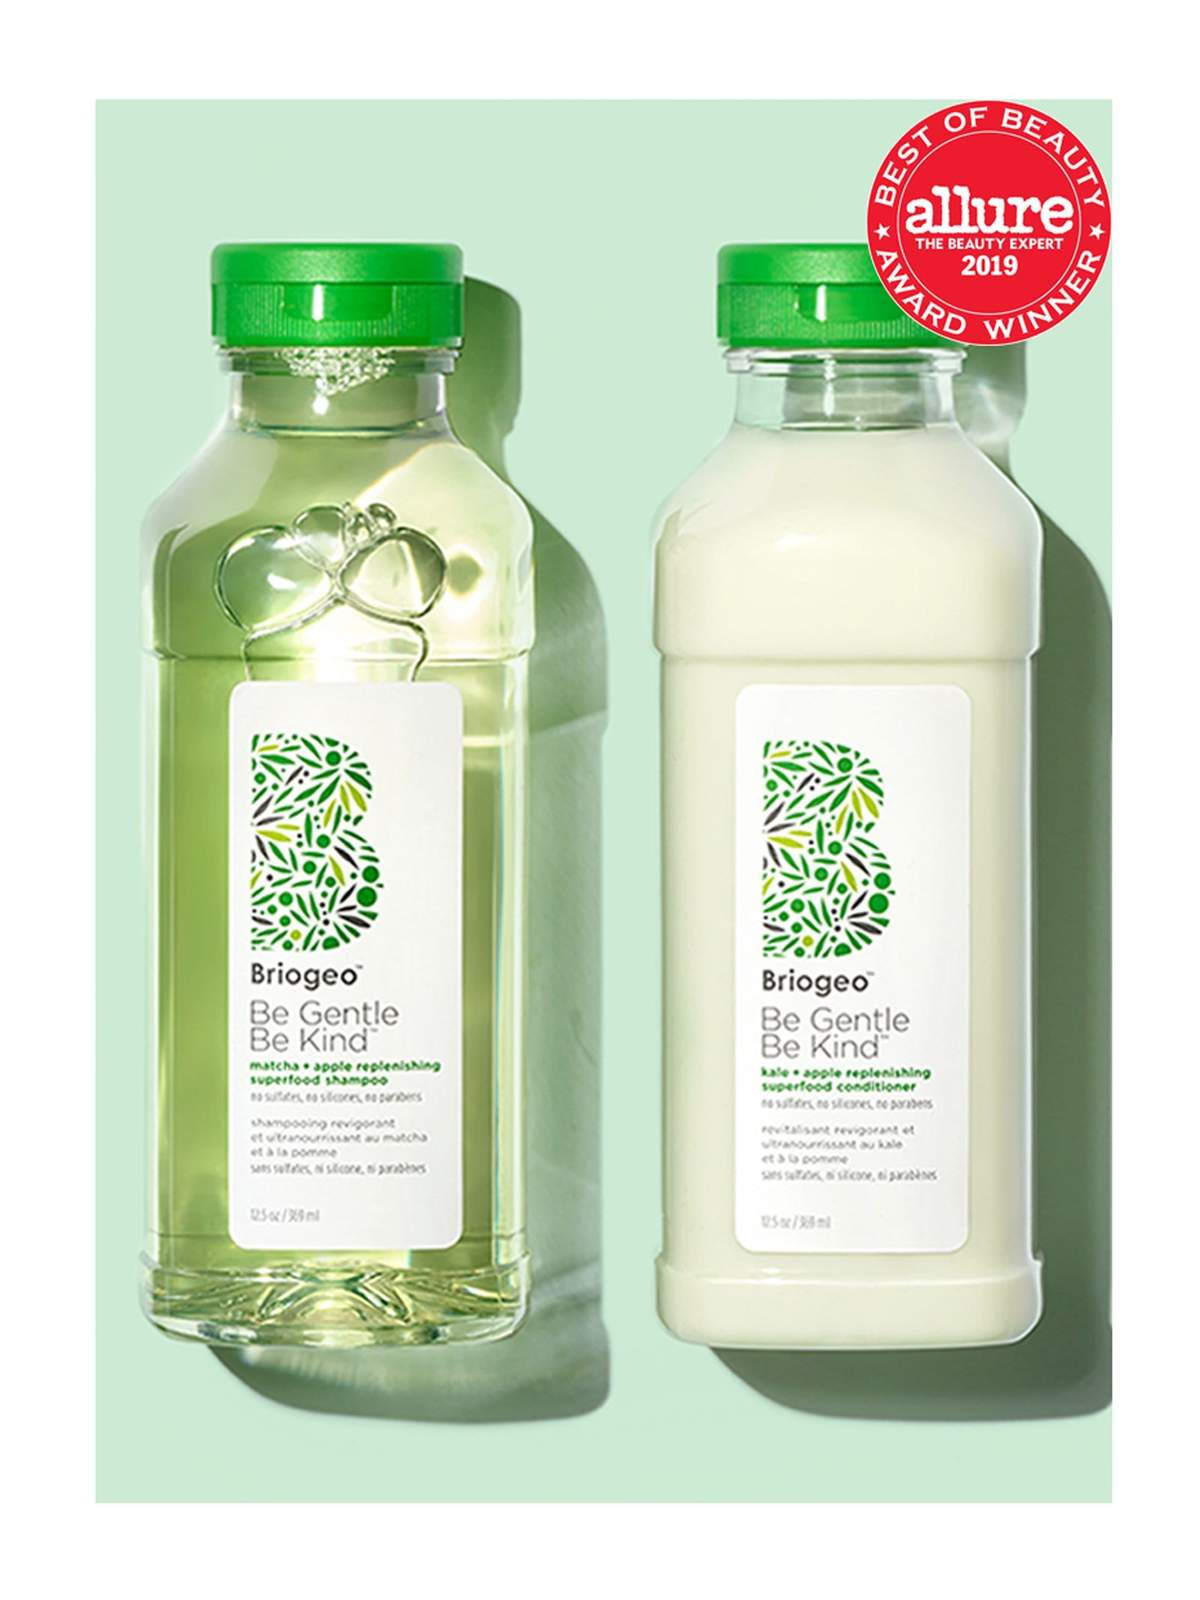 BEST OF BEAUTY
allure
THE BEAUTY EXPERT
2019
AWARD WINNER
B
Briogeo™
Be Gentle
Be Kind™
matcha + apple replenishing
superfood shampoo
no sulfates, no silicones, no parabens
shampooing revigorant
et ultranourrissant au matcha
et à la pomme
sans sulfates, ni silicone, ni parabènes
12.5 oz / 369 ml
B
Briogeo™
Be Gentle
Be Kind™
kale + apple replenishing
superfood conditioner
no sulfates, no silicones, no parabens
revitalisant revigorant et
ultranourrissant au kale
et à la pomme
sans sulfates, ni silicone, ni parabènes
12.5 oz / 369 ml